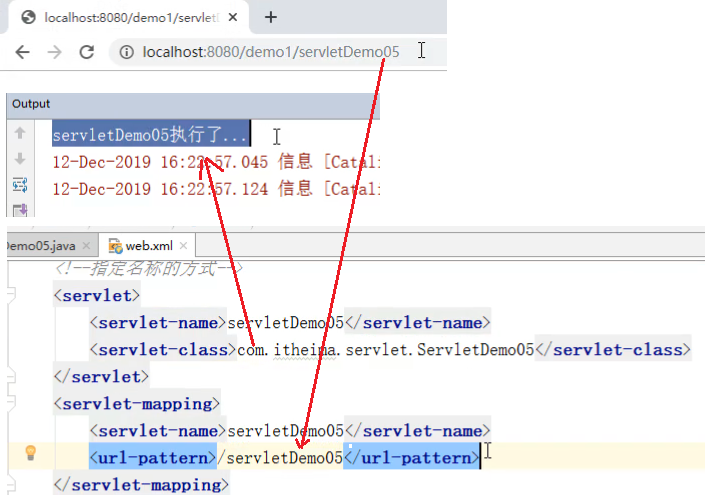 localhost:8080/demo1/servlet
localhost:8080/demo1/servletDemo05
Output
servletDemo05执行了...
12-Dec-2019 16:22:57.045 信息 [Catal
12-Dec-2019 16:22:57.124 信息 [Catal
Demo05.java
web.xml
<!--指定名称的方式-->
<servlet>
<servlet-name>servletDemo05</servlet-name>
<servlet-class>com.itheima.servlet.ServletDemo05</servlet-class>
</servlet>
<servlet-mapping>
<servlet-name>servletDemo05</servlet-name>
<url-pattern>/servletDemo05</url-pattern>
</servlet-mapping>